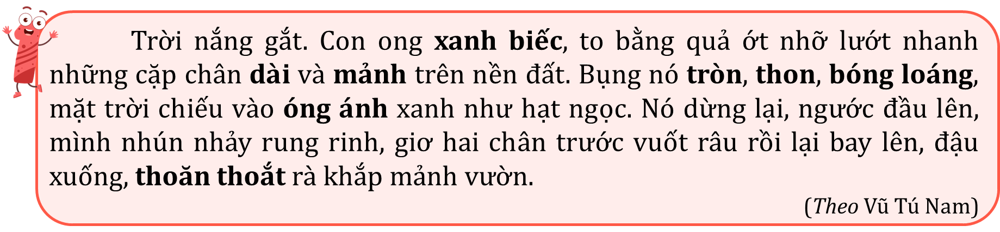 Trời nắng gắt. Con ong xanh biếc, to bằng quả ớt nhỡ lướt nhanh
những cặp chân dài và mảnh trên nền đất. Bụng nó tròn, thon, bóng loáng,
mặt trời chiếu vào óng ánh xanh như hạt ngọc. Nó dừng lại, ngước đầu lên,
mình nhún nhảy rung rinh, giơ hai chân trước vuốt râu rồi lại bay lên, đậu
xuống, thoăn thoắt rà khắp mảnh vườn.
(Theo Vũ Tú Nam)